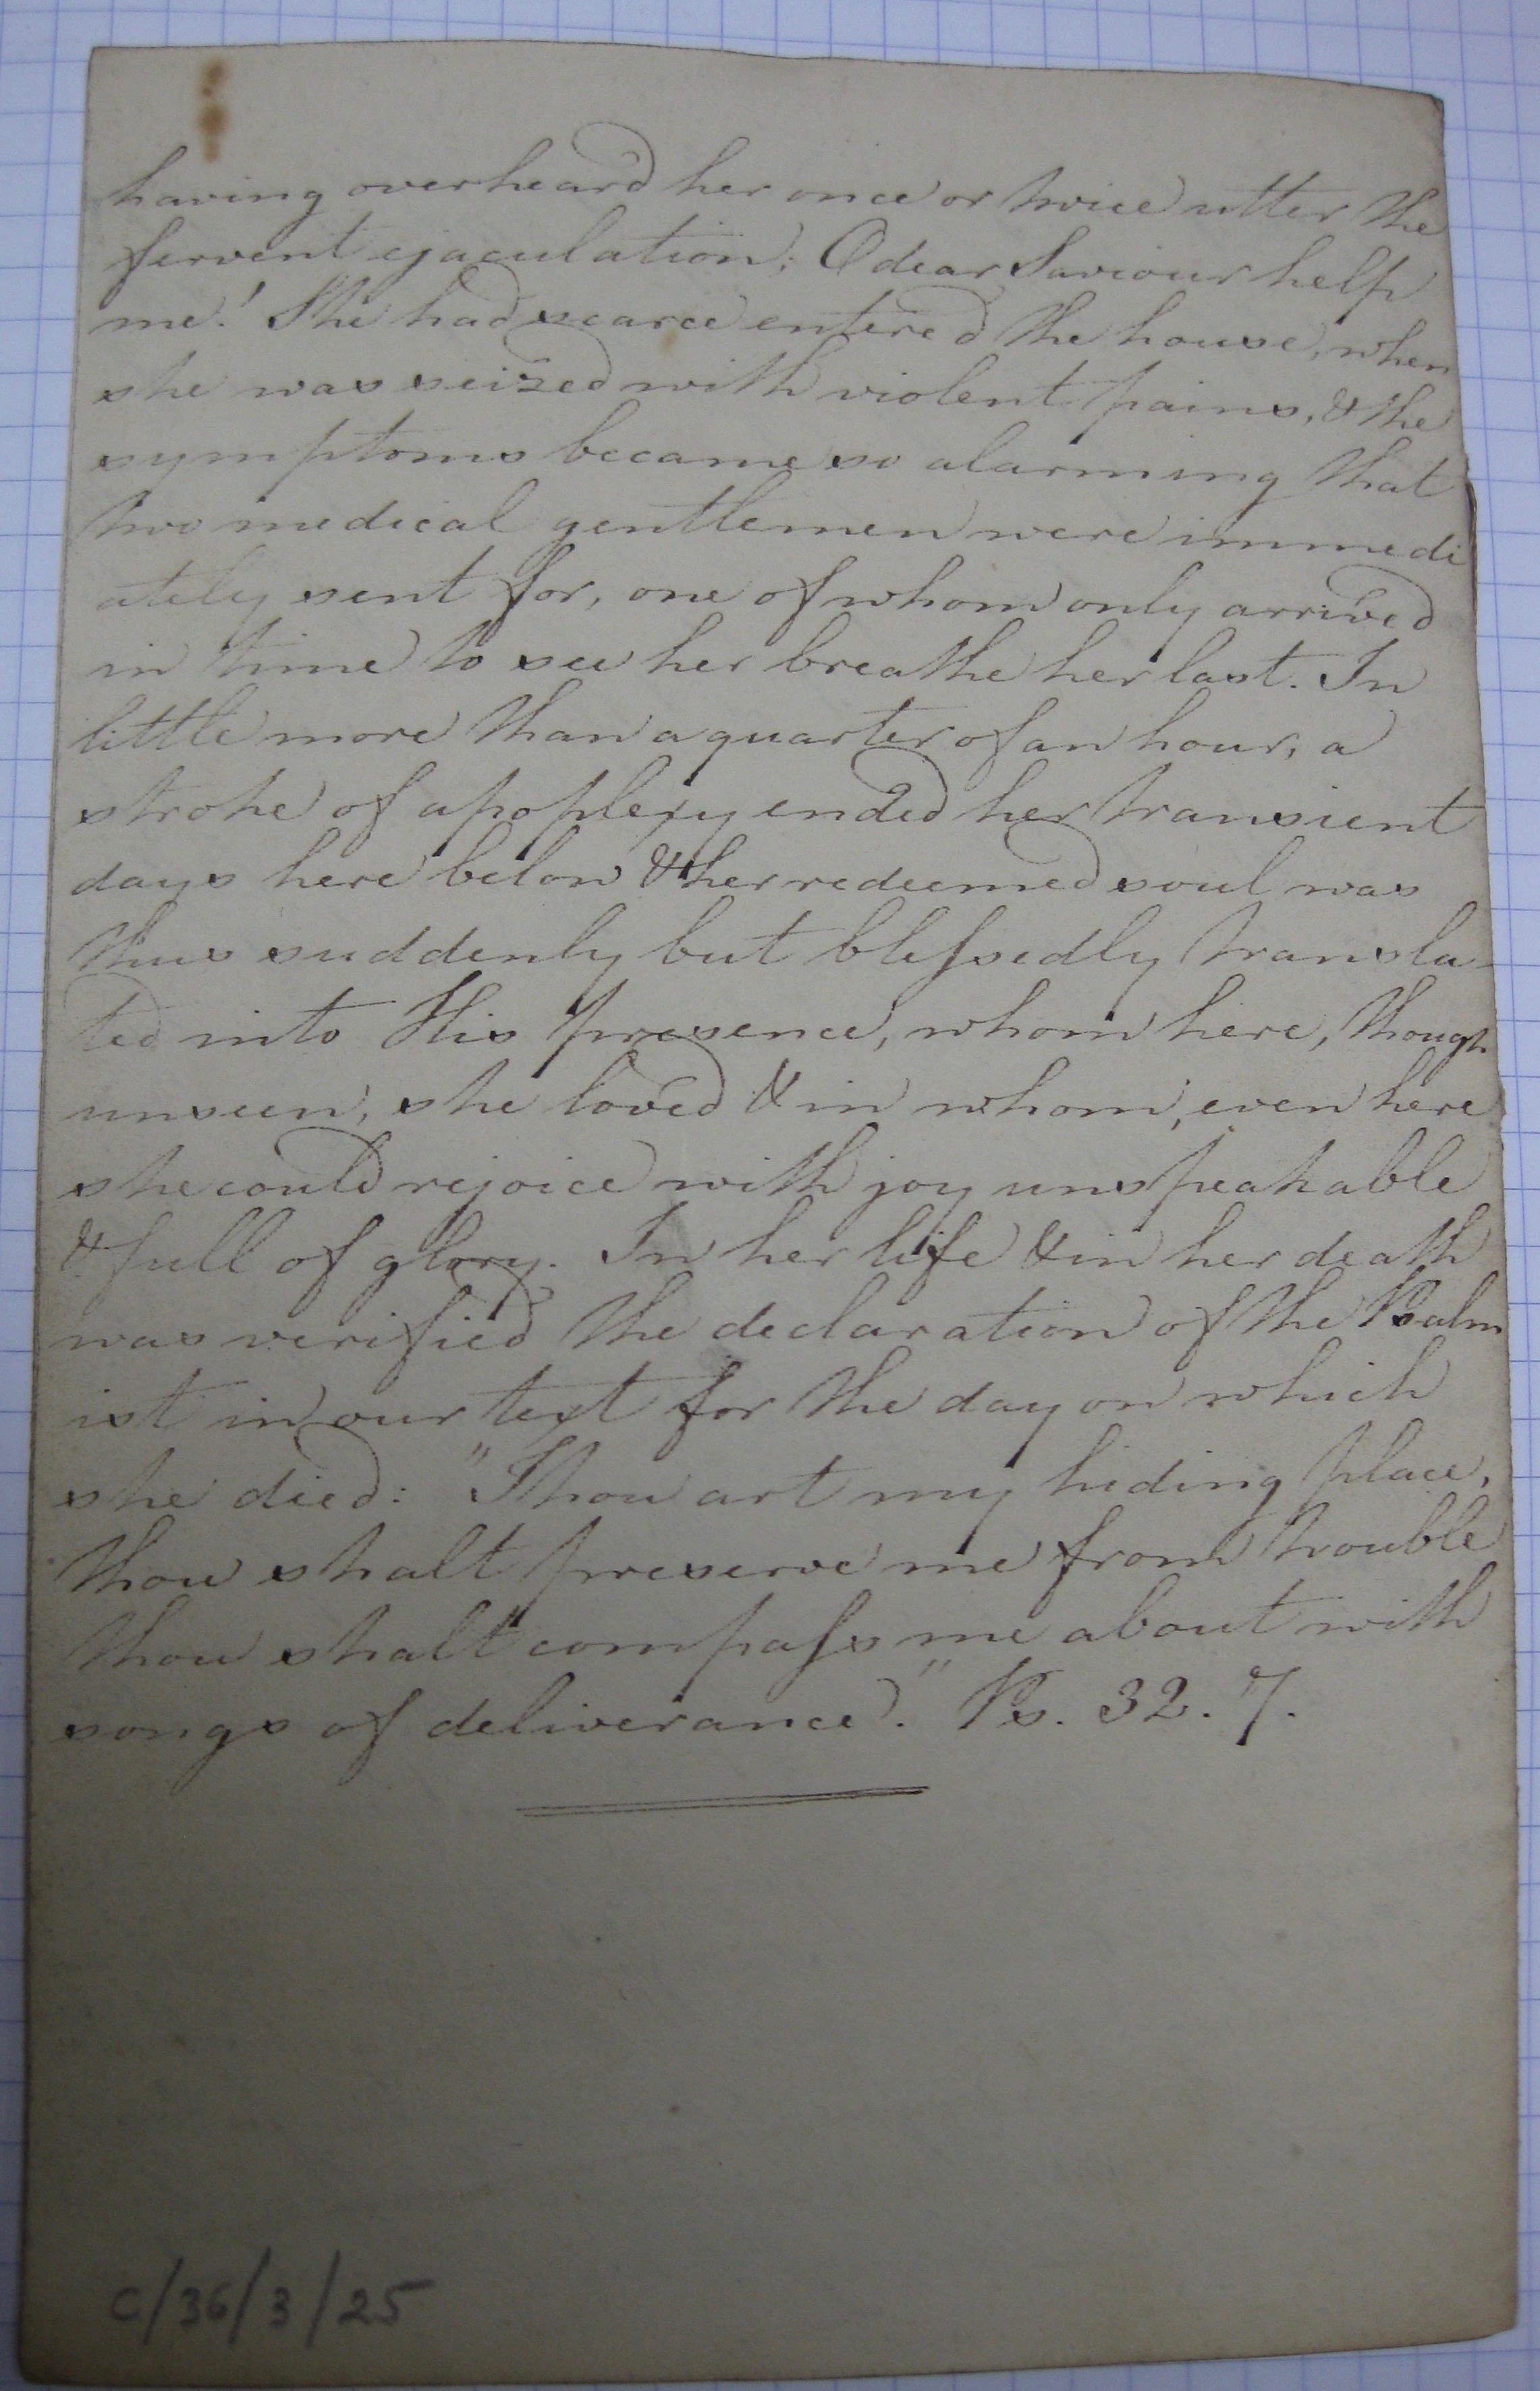 having overheard her once or twice utter the
fervent ejaculation; O dear Saviour help
me! She had scarce entered the house, when
she was seized with violent pains, & the
symptoms became so alarming that
two medical gentlemen were immedi
ately sent for, one of whom only arrived
in time to see her breathe her last. In
little more than a quarter of an hour, a
stroke of apoplexy ended her transient
days here below & her redeemed soul was
thus suddenly but blessedly transla-
ted into His presence, whom here, though
unseen, she loved & in whom, even here
she could rejoice with joy unspeakable
& full of glory. In her life & in her death
was verified the declaration of the Psalm
ist in our text for the day on which
she died: "Thou art my hiding place,
thou shalt preserve me from trouble
thou shalt compass me about with
songs of deliverance." Ps. 32. 7.
C/36/3/25